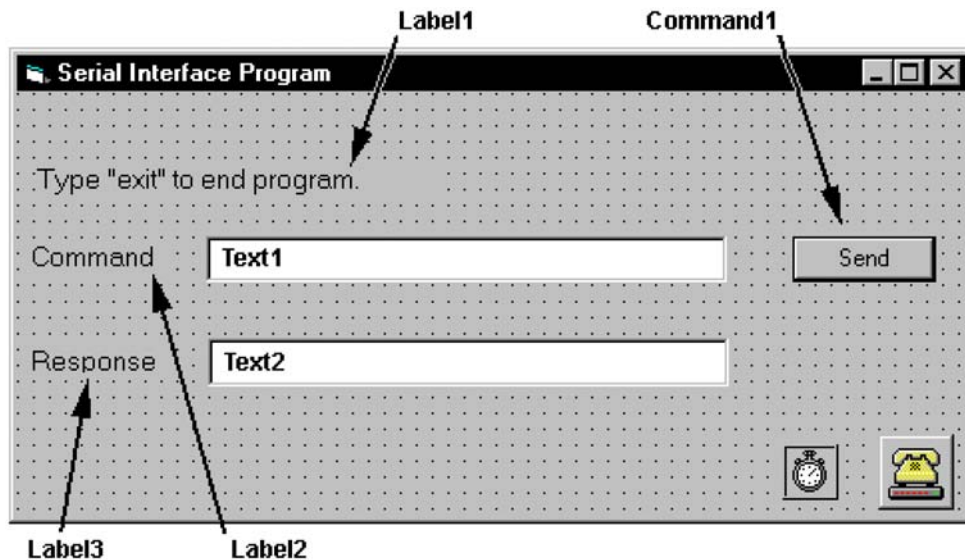 Label1 Command1
Serial Interface Program
Type "exit" to end program.
Command Text1 Send
Response Text2
Label3 Label2